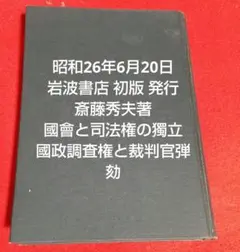 昭和26年6月20日
岩波書店 初版 発行
斎藤秀夫著
國會と司法権の獨立
國政調査権と裁判官弾
劾